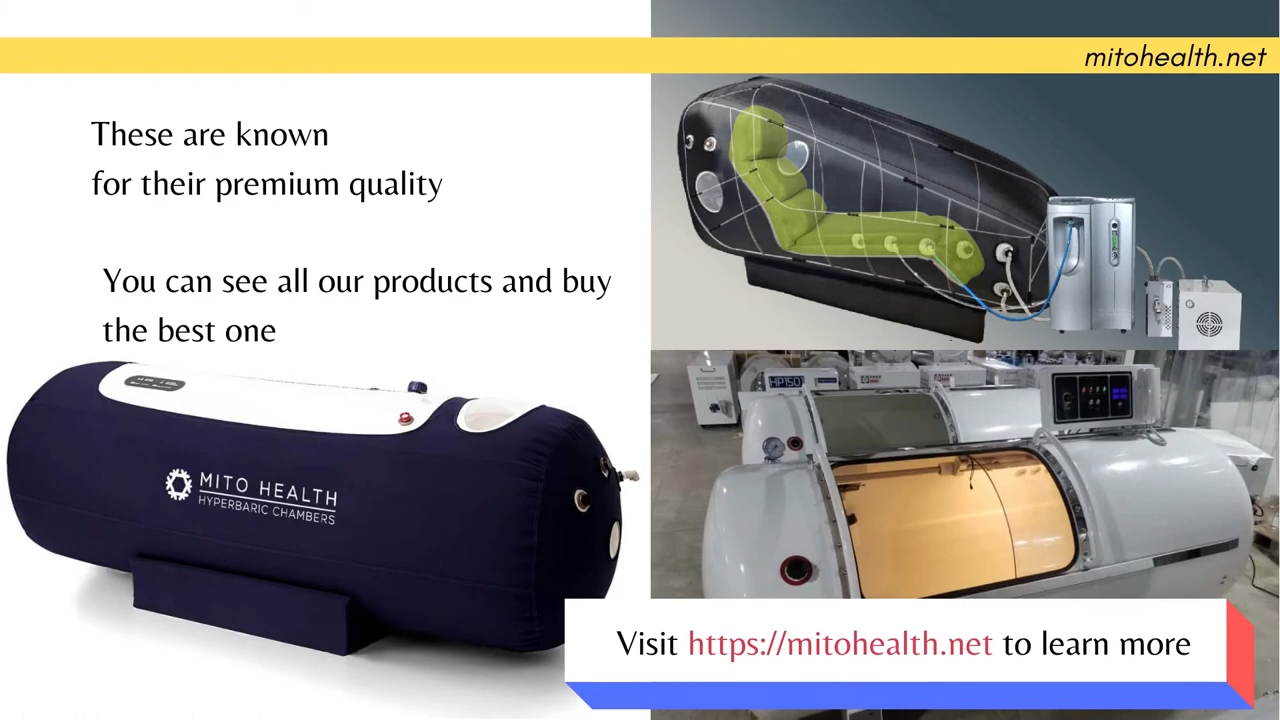 mitohealth.net
These are known
for their premium quality
You can see all our products and buy
the best one
MITO HEALTH
HYPERBARIC CHAMBERS
HP1501
Visit https://mitohealth.net to learn more